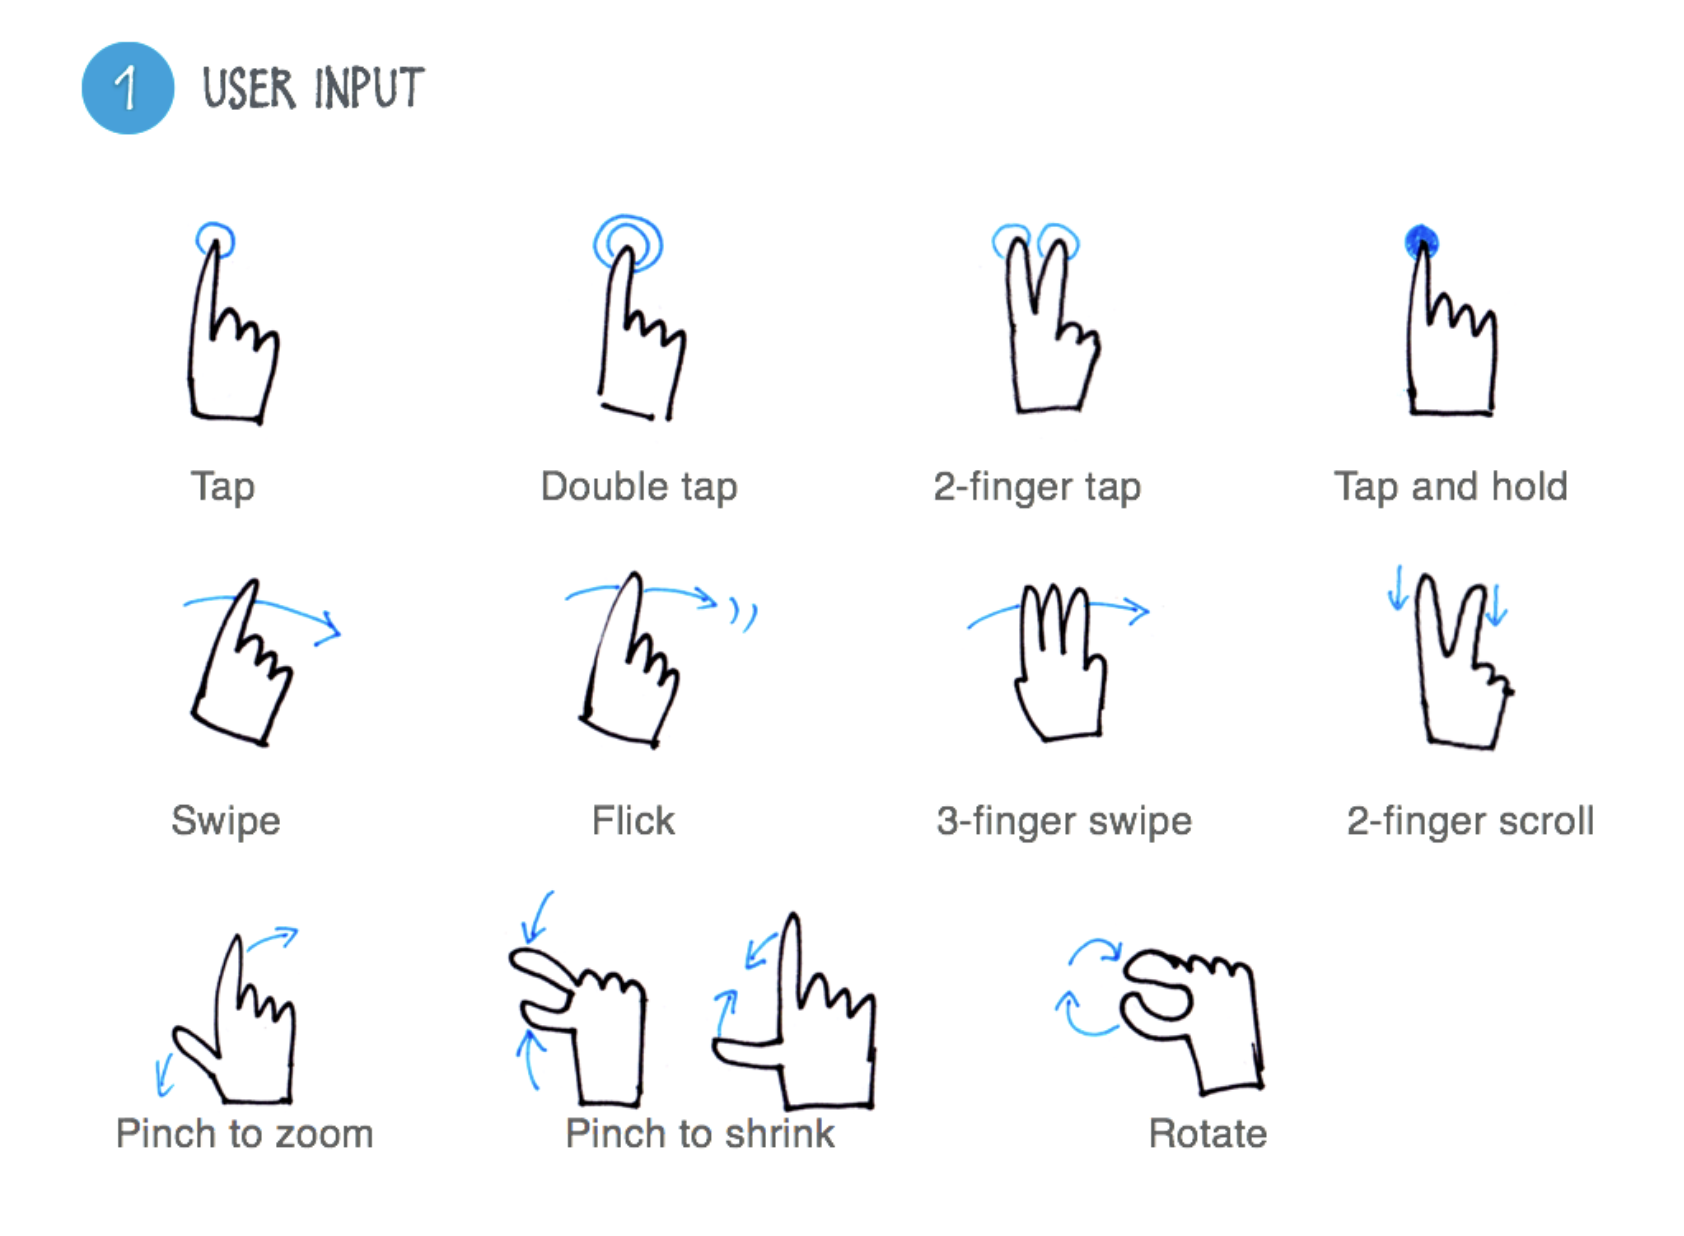 1 USER INPUT
Tap Double tap 2-finger tap Tap and hold
Swipe Flick 3-finger swipe 2-finger scroll
Pinch to zoom Pinch to shrink Rotate